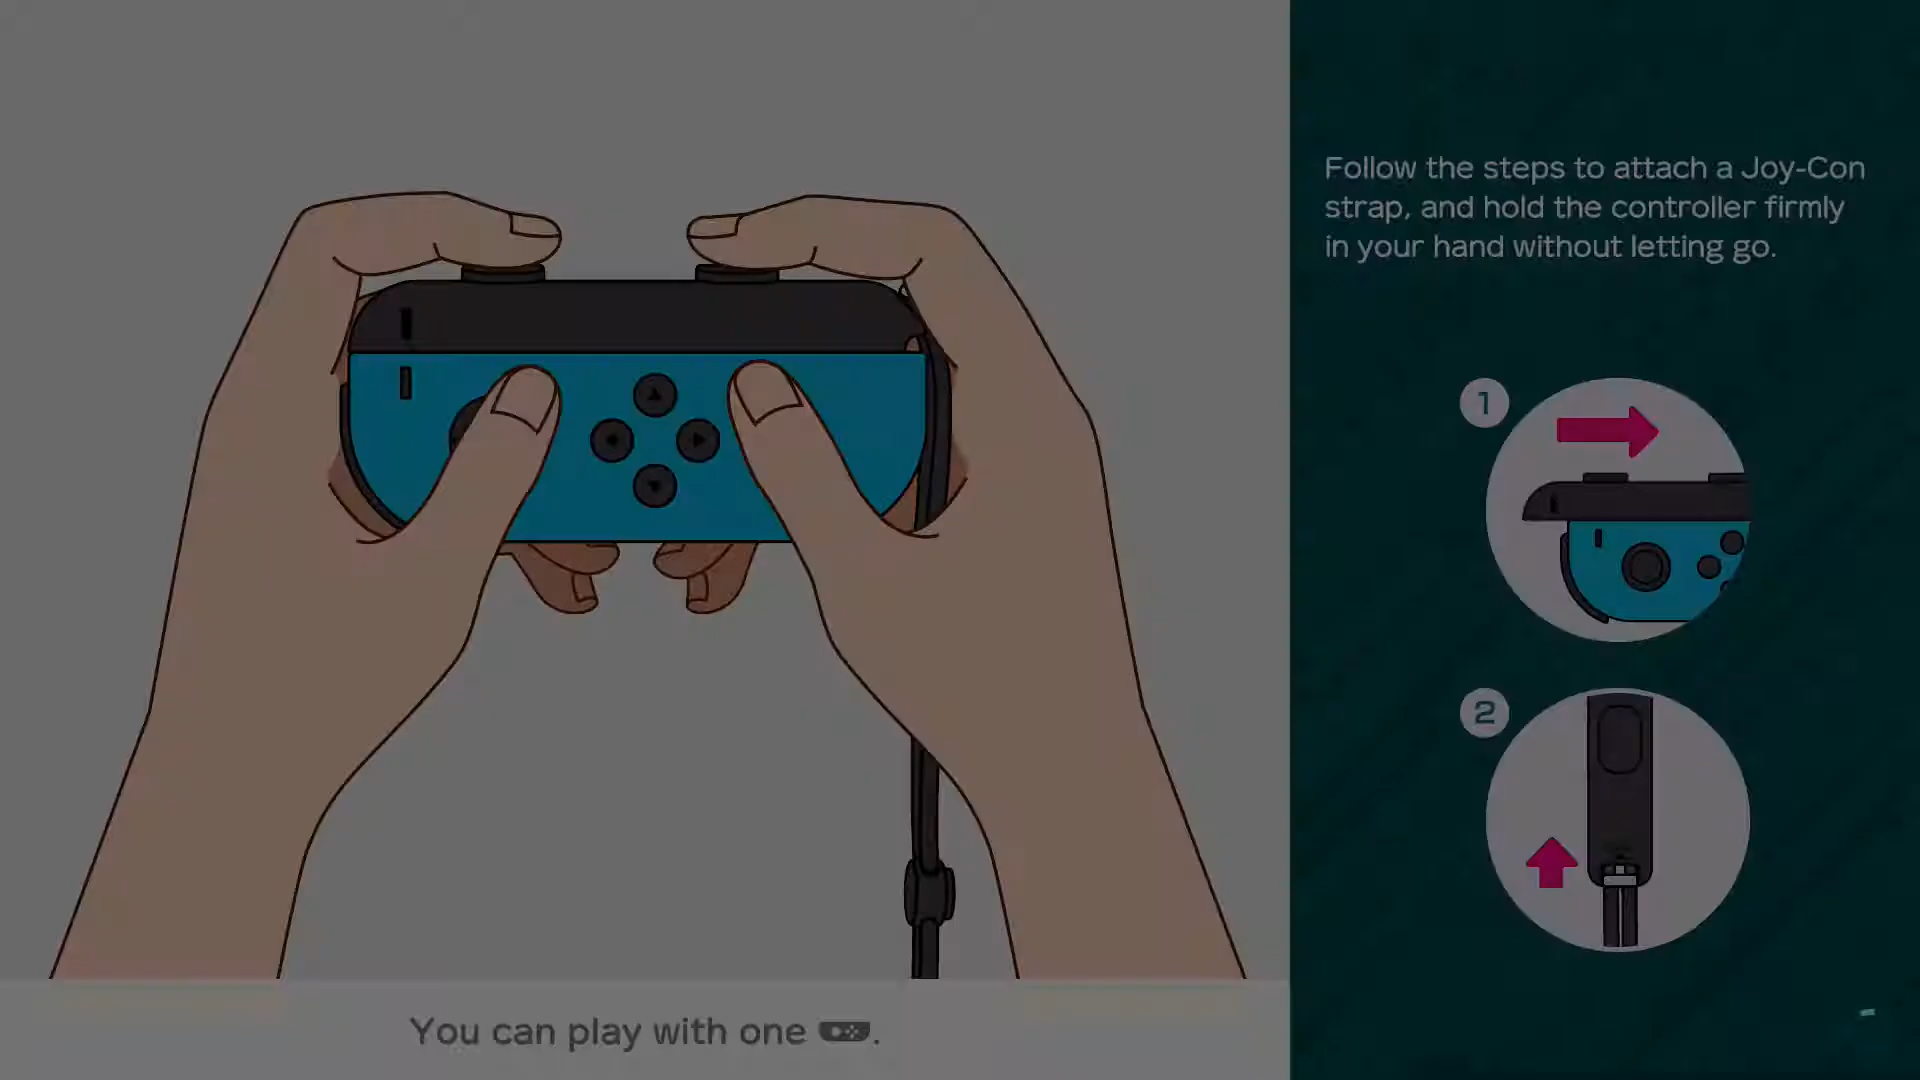 Follow the steps to attach a Joy-Con
strap, and hold the controller firmly
in your hand without letting go.
1
2
You can play with one .